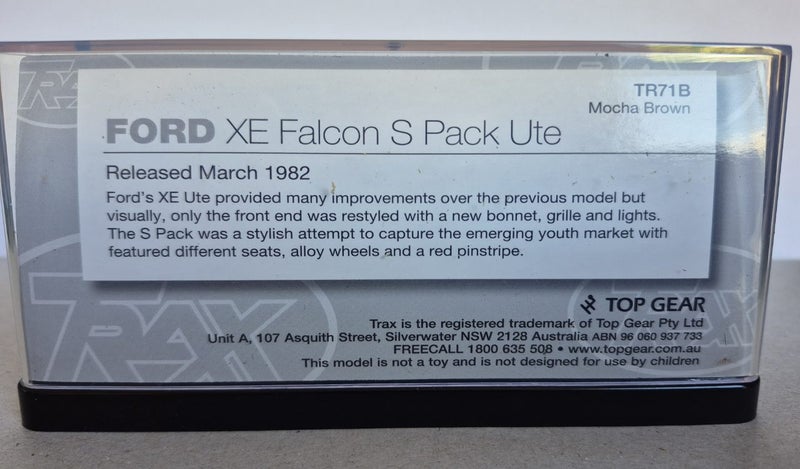 TRAX
TR71B
Mocha Brown
FORD XE Falcon S Pack Ute
Released March 1982
Ford's XE Ute provided many improvements over the previous model but
visually, only the front end was restyled with a new bonnet, grille and lights.
The S Pack was a stylish attempt to capture the emerging youth market with
featured different seats, alloy wheels and a red pinstripe.
TRAX
TOP GEAR
Trax is the registered trademark of Top Gear Pty Ltd
Unit A, 107 Asquith Street, Silverwater NSW 2128 Australia ABN 96 060 937 733
FREECALL 1800 635 508 • www.topgear.com.au
This model is not a toy and is not designed for use by children